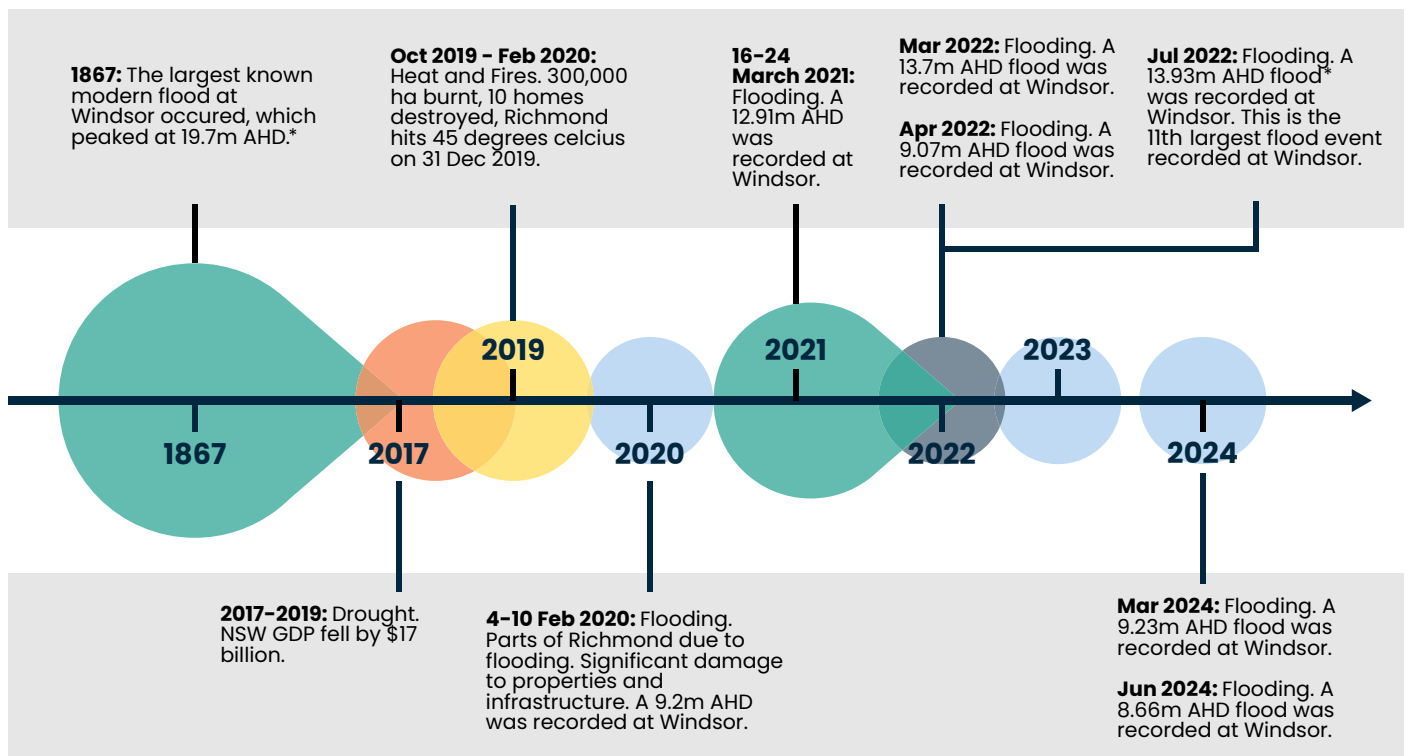 1867: The largest known
modern flood at
Windsor occured, which
peaked at 19.7m AHD.*
Oct 2019 - Feb 2020:
Heat and Fires. 300,000
ha burnt, 10 homes
destroyed, Richmond
hits 45 degrees celcius
on 31 Dec 2019.
16-24
March 2021:
Flooding. A
12.91m AHD
was
recorded at
Windsor.
Mar 2022: Flooding. A
13.7m AHD flood was
recorded at Windsor.
Apr 2022: Flooding. A
9.07m AHD flood was
recorded at Windsor.
Jul 2022: Flooding. A
13.93m AHD flood*
was recorded at
Windsor. This is the
11th largest flood event
recorded at Windsor.
1867
2017
2019
2020
2021
2022
2023
2024
2017-2019: Drought.
NSW GDP fell by $17
billion.
4-10 Feb 2020: Flooding.
Parts of Richmond due to
flooding. Significant damage
to properties and
infrastructure. A 9.2m AHD
was recorded at Windsor.
Mar 2024: Flooding. A
9.23m AHD flood was
recorded at Windsor.
Jun 2024: Flooding. A
8.66m AHD flood was
recorded at Windsor.